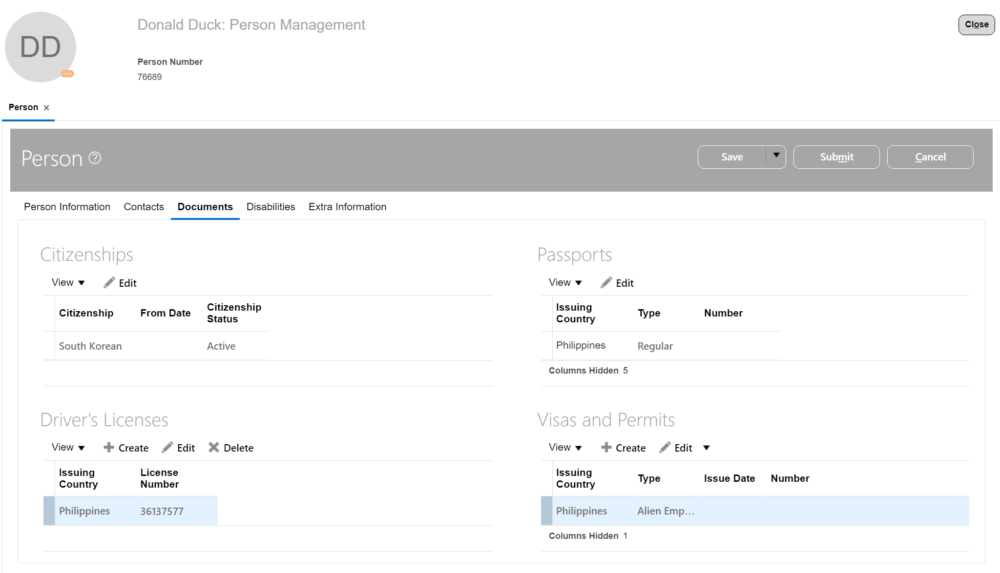 DD
Donald Duck: Person Management
Close
Person Number
76689
Person
Person ?
Save
Submit
Cancel
Person Information Contacts Documents Disabilities Extra Information
Citizenships
View Edit
Citizenship From Date Citizenship Status
South Korean Active
Passports
View Edit
Issuing Country Type Number
Philippines Regular
Columns Hidden 5
Driver's Licenses
View Create Edit Delete
Issuing Country License Number
Philippines 36137577
Visas and Permits
View Create Edit
Issuing Country Type Issue Date Number
Philippines Alien Emp...
Columns Hidden 1